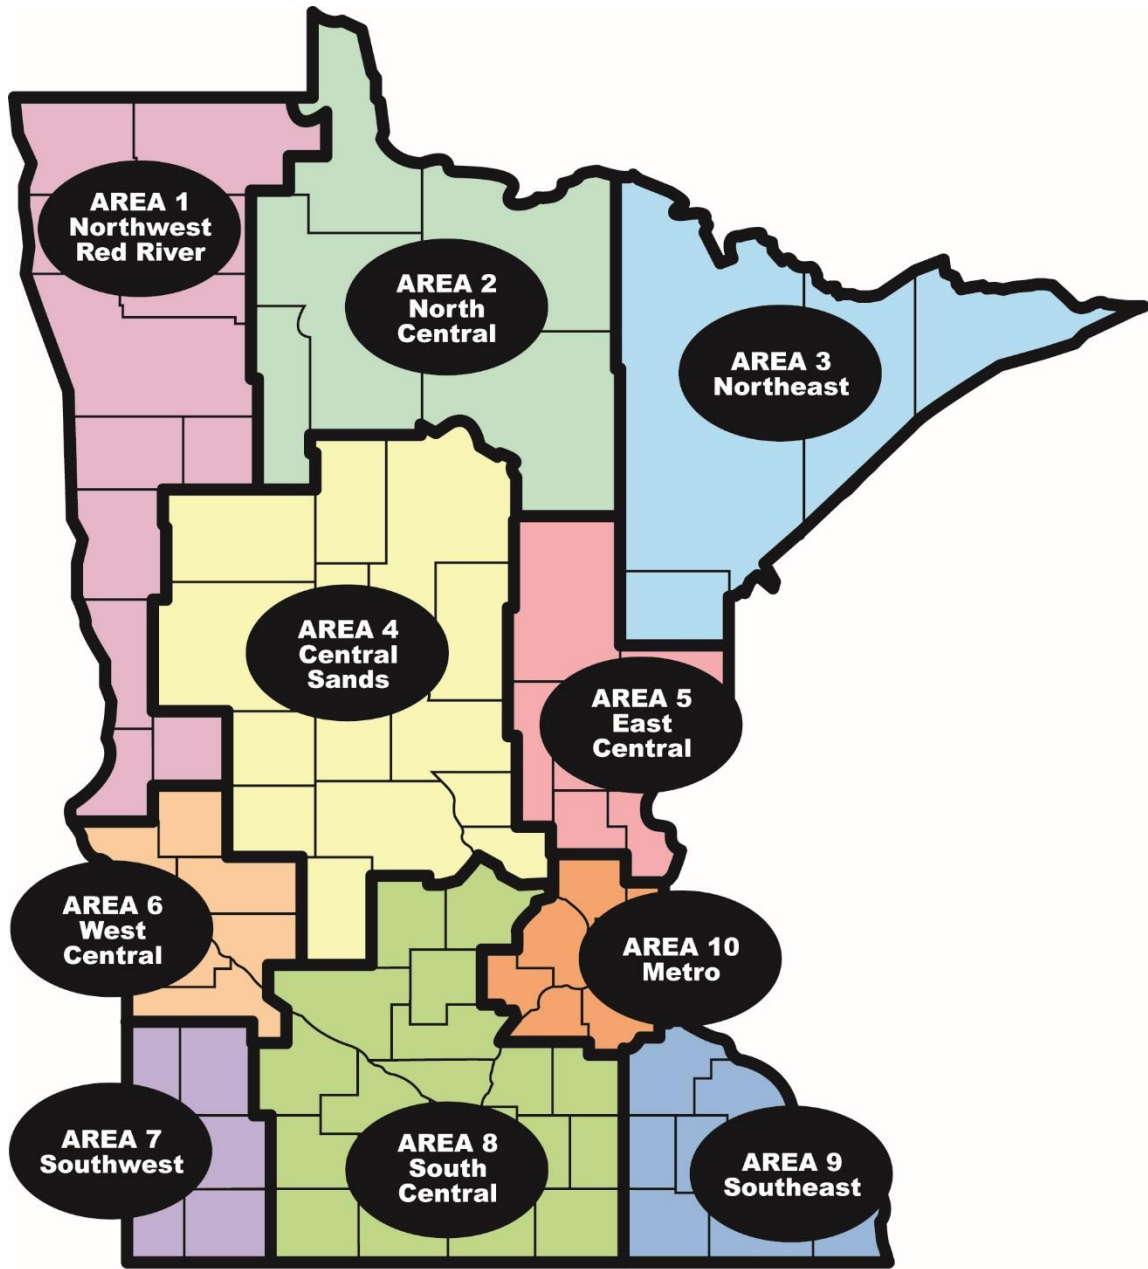 AREA 1
Northwest
Red River
AREA 2
North
Central
AREA 3
Northeast
AREA 4
Central
Sands
AREA 5
East
Central
AREA 6
West
Central
AREA 10
Metro
AREA 7
Southwest
AREA 8
South
Central
AREA 9
Southeast